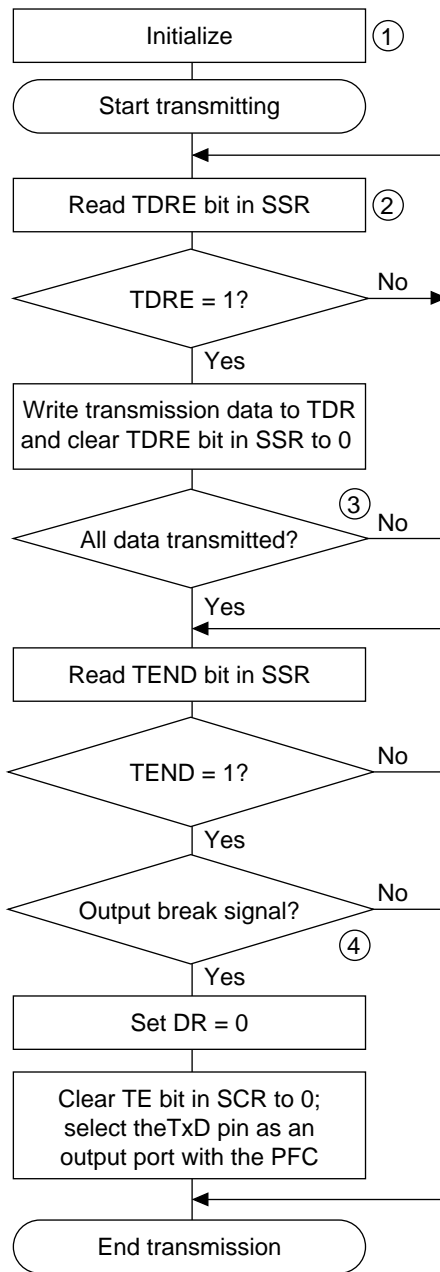 Initialize
①
Start transmitting
Read TDRE bit in SSR
②
TDRE = 1?
No
Yes
Write transmission data to TDR
and clear TDRE bit in SSR to 0
③
All data transmitted?
No
Yes
Read TEND bit in SSR
TEND = 1?
No
Yes
Output break signal?
No
④
Yes
Set DR = 0
Clear TE bit in SCR to 0;
select theTxD pin as an
output port with the PFC
End transmission